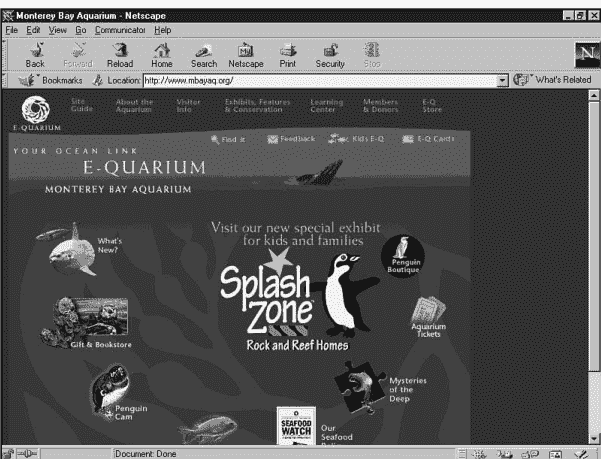 Monterey Bay Aquarium - Netscape
File Edit View Go Communicator Help
Back Forward Reload Home Search Netscape Print Security Stop
Bookmarks Location: http://www.mbayaq.org/ What's Related
Site Guide
About the Aquarium
Visitor Info
Exhibits, Features & Conservation
Learning Center
Members & Donors
E-Q Store
E-QUARIUM
Find it Feedback Kids E-Q E-Q Cards
YOUR OCEAN LINK
E-QUARIUM
MONTEREY BAY AQUARIUM
Visit our new special exhibit
for kids and families
What's
New?
Penguin
Boutique
Splash
Zone
Rock and Reef Homes
Gift & Bookstore
Aquarium
Tickets
Penguin
Cam
Mysteries
of the
Deep
SEAFOOD
WATCH
Our
Seafood
Document: Done